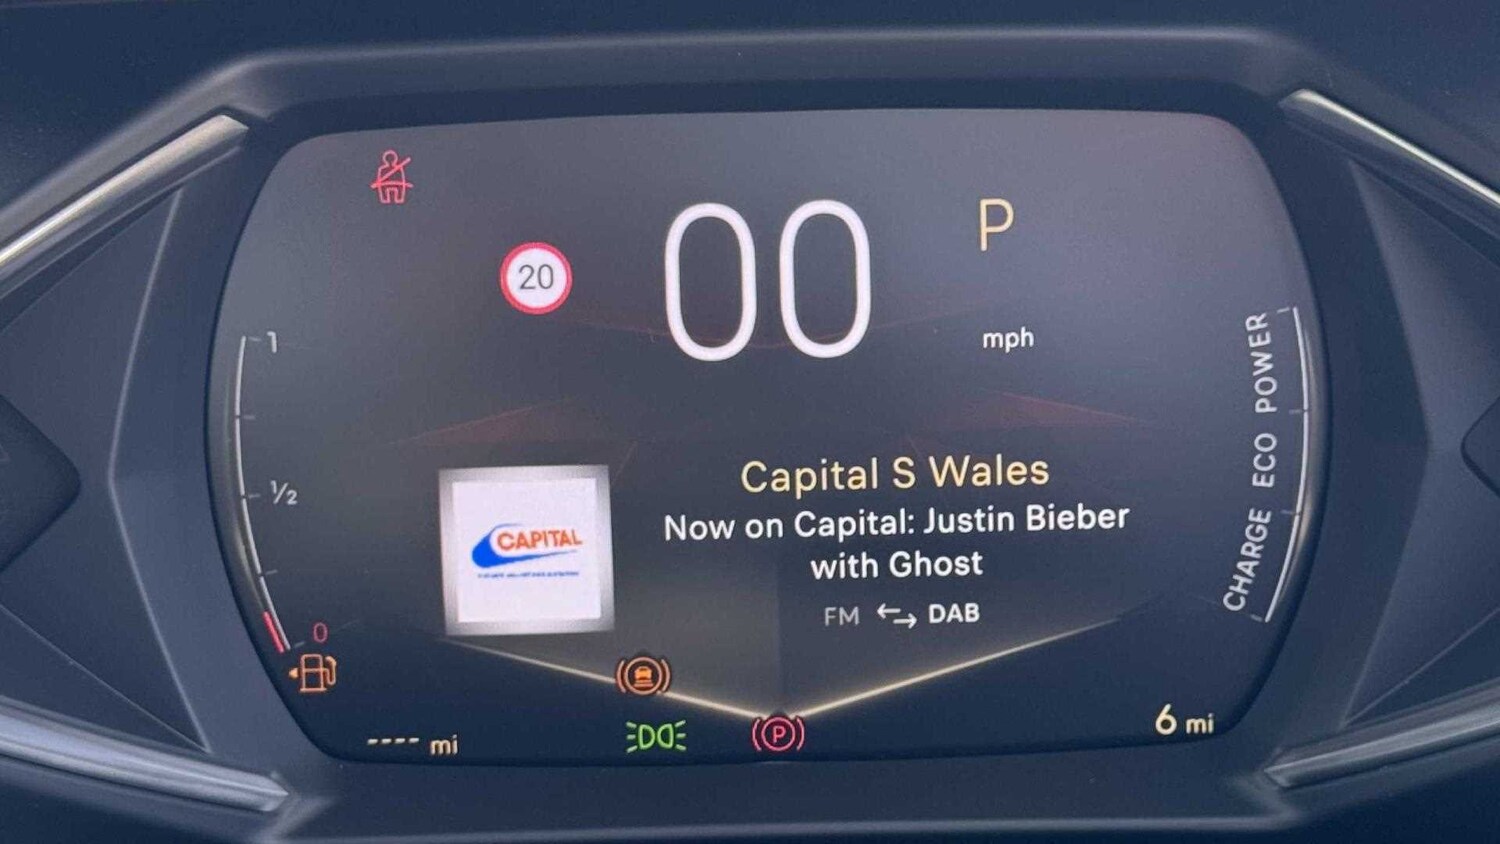 20
00
P
mph
1
1/2
0
POWER
ECO
CHARGE
CAPITAL
Capital S Wales
Now on Capital: Justin Bieber
with Ghost
FM DAB
---- mi
P
6 mi